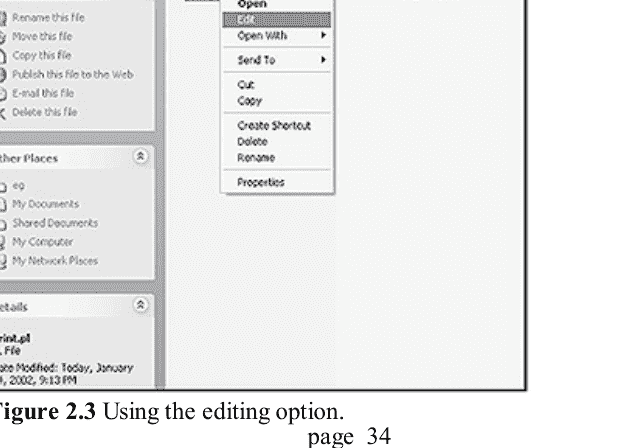 Rename this file
Move this file
Copy this file
Publish this file to the Web
E-mail this file
Delete this file
ther Places
eg
My Documents
Shared Documents
My Computer
My Network Places
etails
rint.pl
File
ate Modified: Today, January
, 2002, 9:13 PM
Open
Edit
Open With
Send To
Cut
Copy
Create Shortcut
Delete
Rename
Properties
igure 2.3 Using the editing option.
page 34